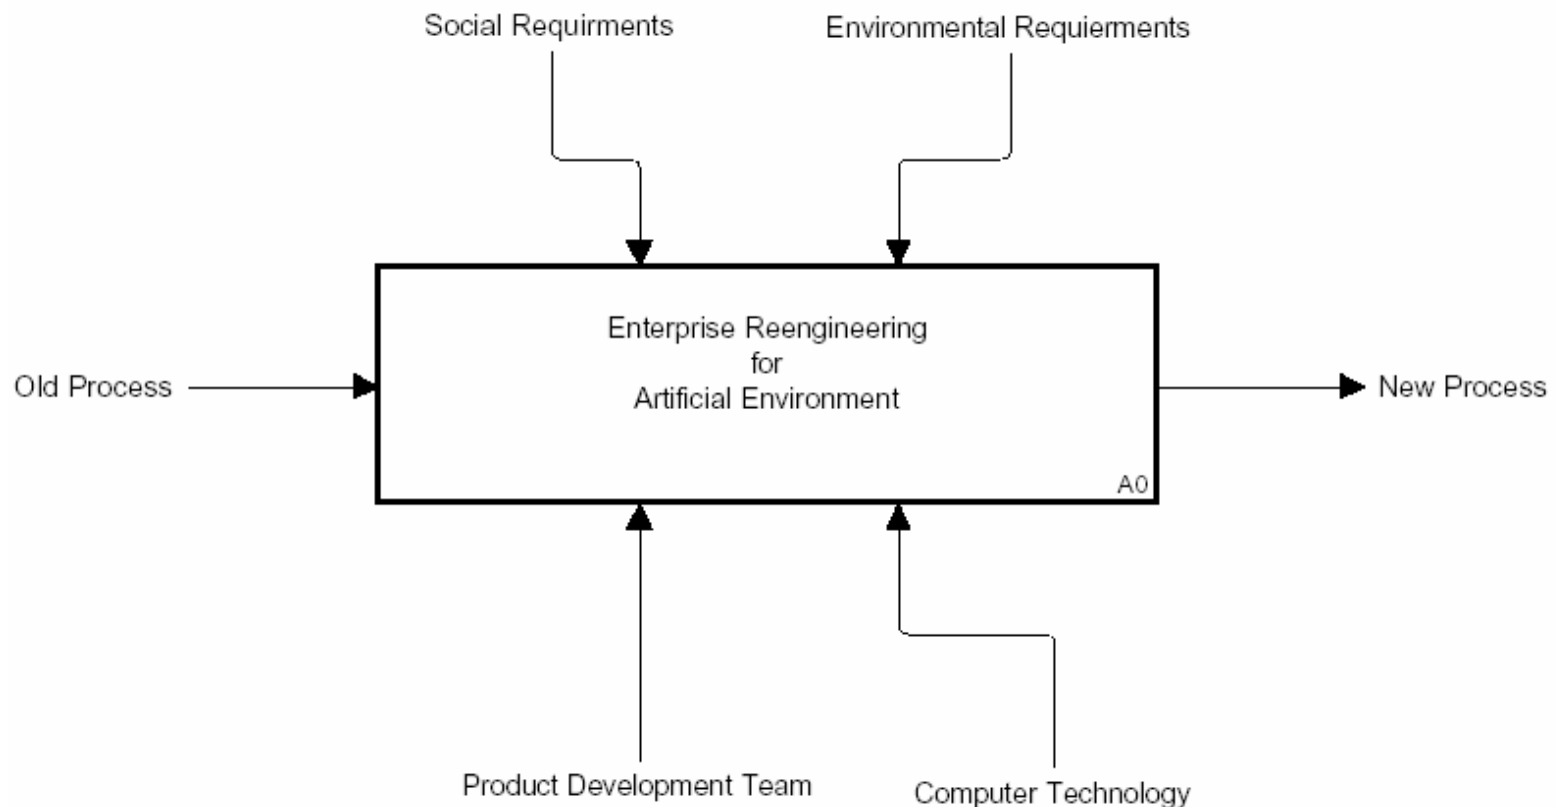 Social Requirments
Environmental Requierments
Enterprise Reengineering
for
Artificial Environment
Old Process
New Process
A0
Product Development Team
Computer Technology